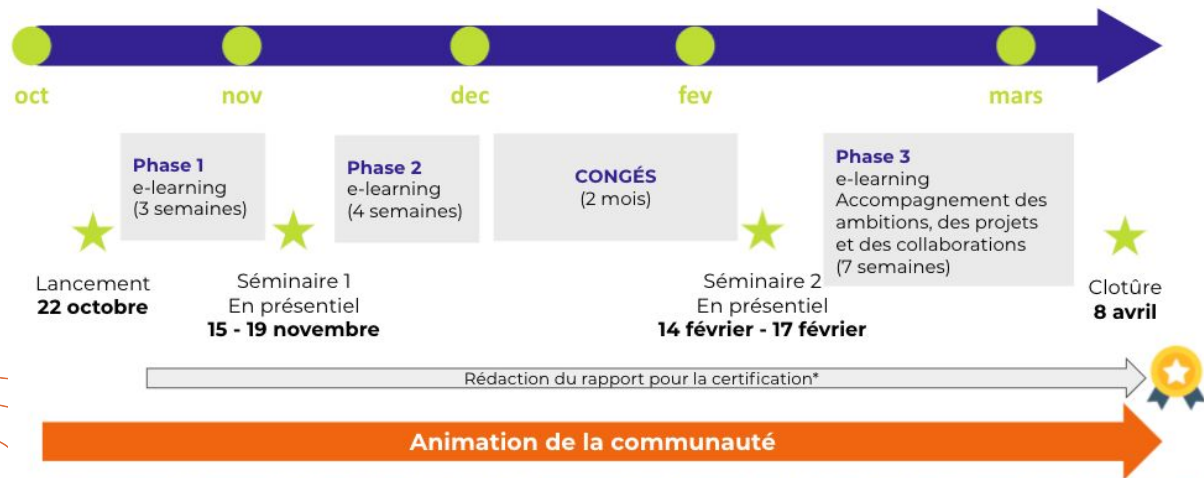 oct
nov
dec
fev
mars
Phase 1
e-learning
(3 semaines)
Phase 2
e-learning
(4 semaines)
CONGÉS
(2 mois)
Phase 3
e-learning
Accompagnement des
ambitions, des projets
et des collaborations
(7 semaines)
Lancement
22 octobre
Séminaire 1
En présentiel
15 - 19 novembre
Séminaire 2
En présentiel
14 février - 17 février
Clotûre
8 avril
Rédaction du rapport pour la certification*
Animation de la communauté